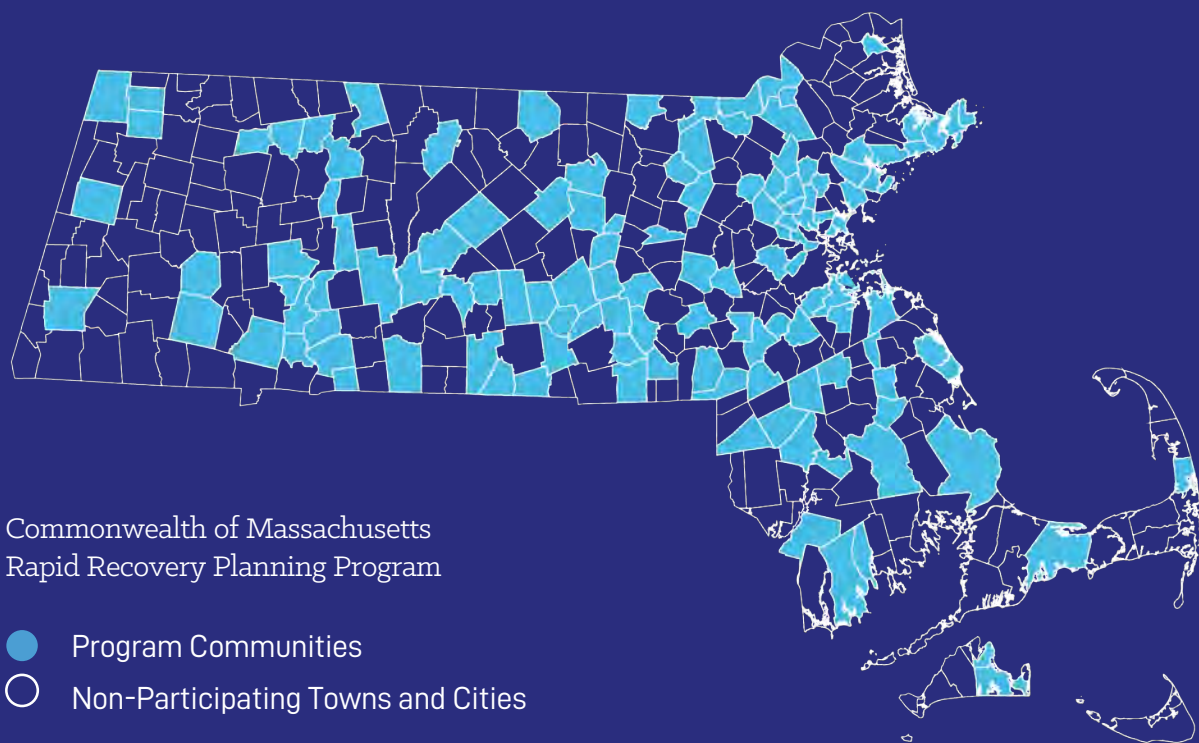 Commonwealth of Massachusetts
Rapid Recovery Planning Program
Program Communities
Non-Participating Towns and Cities